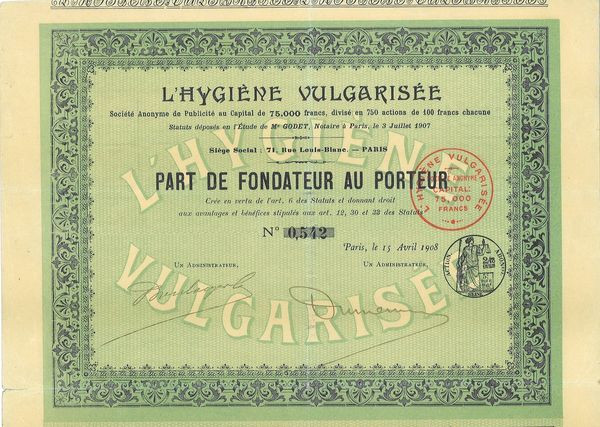 L'HYGIÈNE VULGARISÉE
Société Anonyme de Publicité au Capital de 75.000 francs, divisé en 750 actions de 100 francs chacune
Statuts déposés en l'Étude de Me GODET, Notaire à Paris, le 3 Juillet 1907
Siège Social : 71, Rue Louis-Blanc. — PARIS
PART DE FONDATEUR AU PORTEUR
Crée en vertu de l'art. 6 des Statuts et donnant droit
aux avantages et bénéfices stipulés aux art. 12, 30 et 33 des Statuts
N° 0,542
Paris, le 15 Avril 1908
UN ADMINISTRATEUR,
UN ADMINISTRATEUR,
L'HYGIÈNE VULGARISÉE
ANONYME
CAPITAL:
75,000
FRANCS
L'HYGIENE
VULGARISÉE